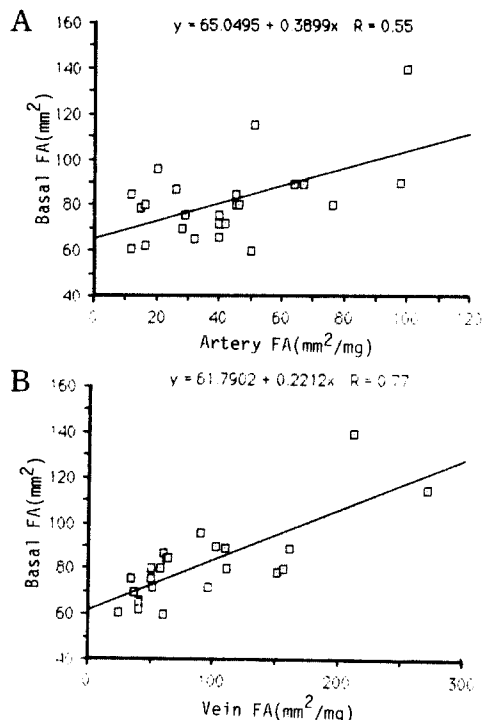 A
y = 65.0495 + 0.3899x R = 0.55
160
140
120
100
80
60
40
Basal FA(mm²)
0 20 40 60 80 100 120
Artery FA(mm²/mg)
B
y = 61.7902 + 0.2212x R = 0.77
160
140
120
100
80
60
40
Basal FA(mm²)
0 100 200 300
Vein FA(mm²/mg)